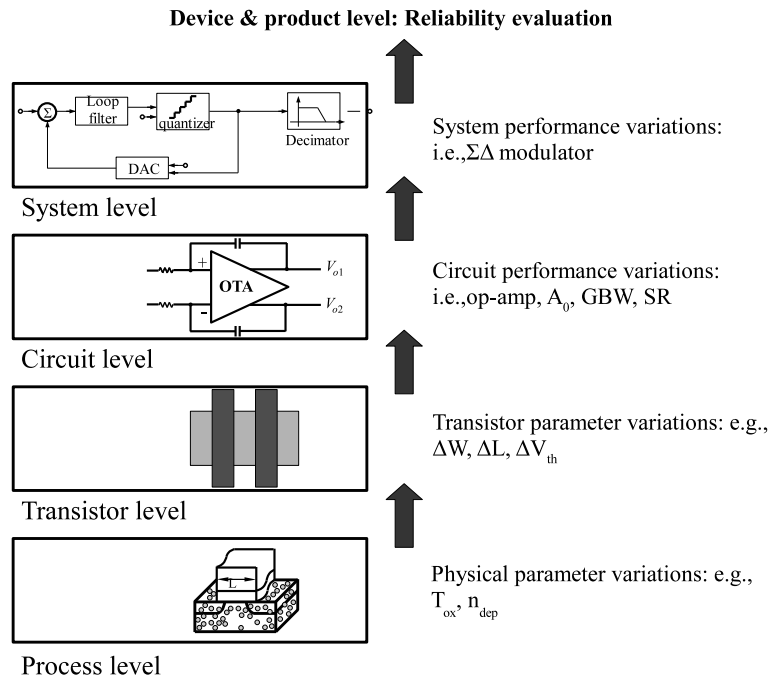 Device & product level: Reliability evaluation
Σ
Loop
filter
quantizer
Decimator
DAC
System level
System performance variations:
i.e.,ΣΔ modulator
+
OTA
-
Vo1
Vo2
Circuit level
Circuit performance variations:
i.e.,op-amp, A0, GBW, SR
Transistor level
Transistor parameter variations: e.g.,
ΔW, ΔL, ΔVth
L
Process level
Physical parameter variations: e.g.,
Tox, ndep